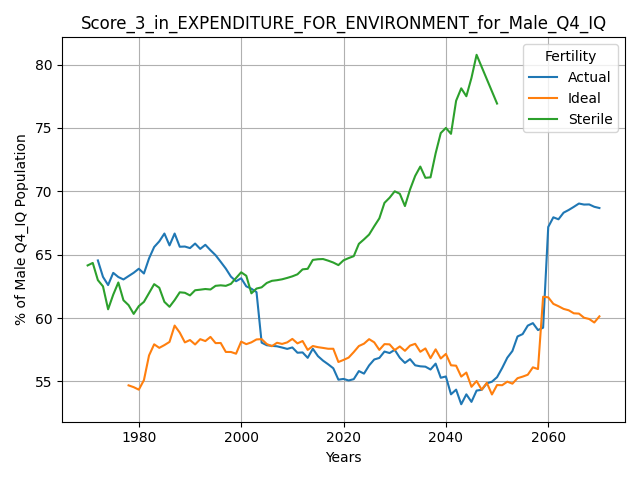 Score_3_in_EXPENDITURE_FOR_ENVIRONMENT_for_Male_Q4_IQ
Fertility
Actual
Ideal
Sterile
% of Male Q4_IQ Population
80
75
70
65
60
55
1980
2000
2020
2040
2060
Years